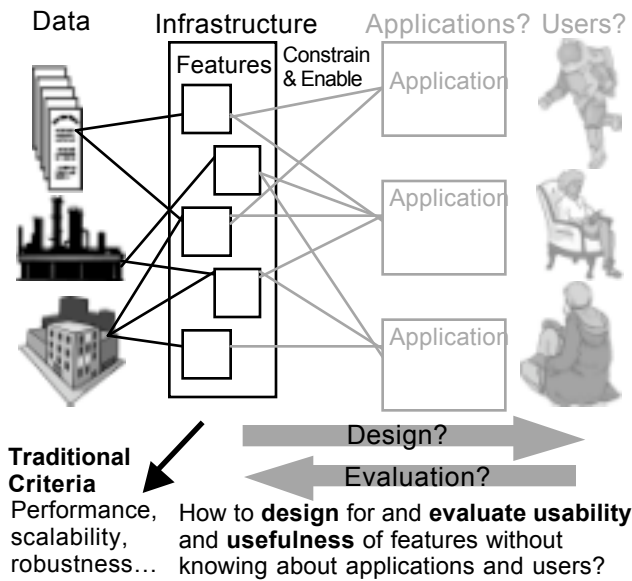 Data
Infrastructure
Applications?
Users?
Features
Constrain
& Enable
Application
Application
Application
Design?
Evaluation?
Traditional
Criteria
Performance,
scalability,
robustness…
How to design for and evaluate usability
and usefulness of features without
knowing about applications and users?